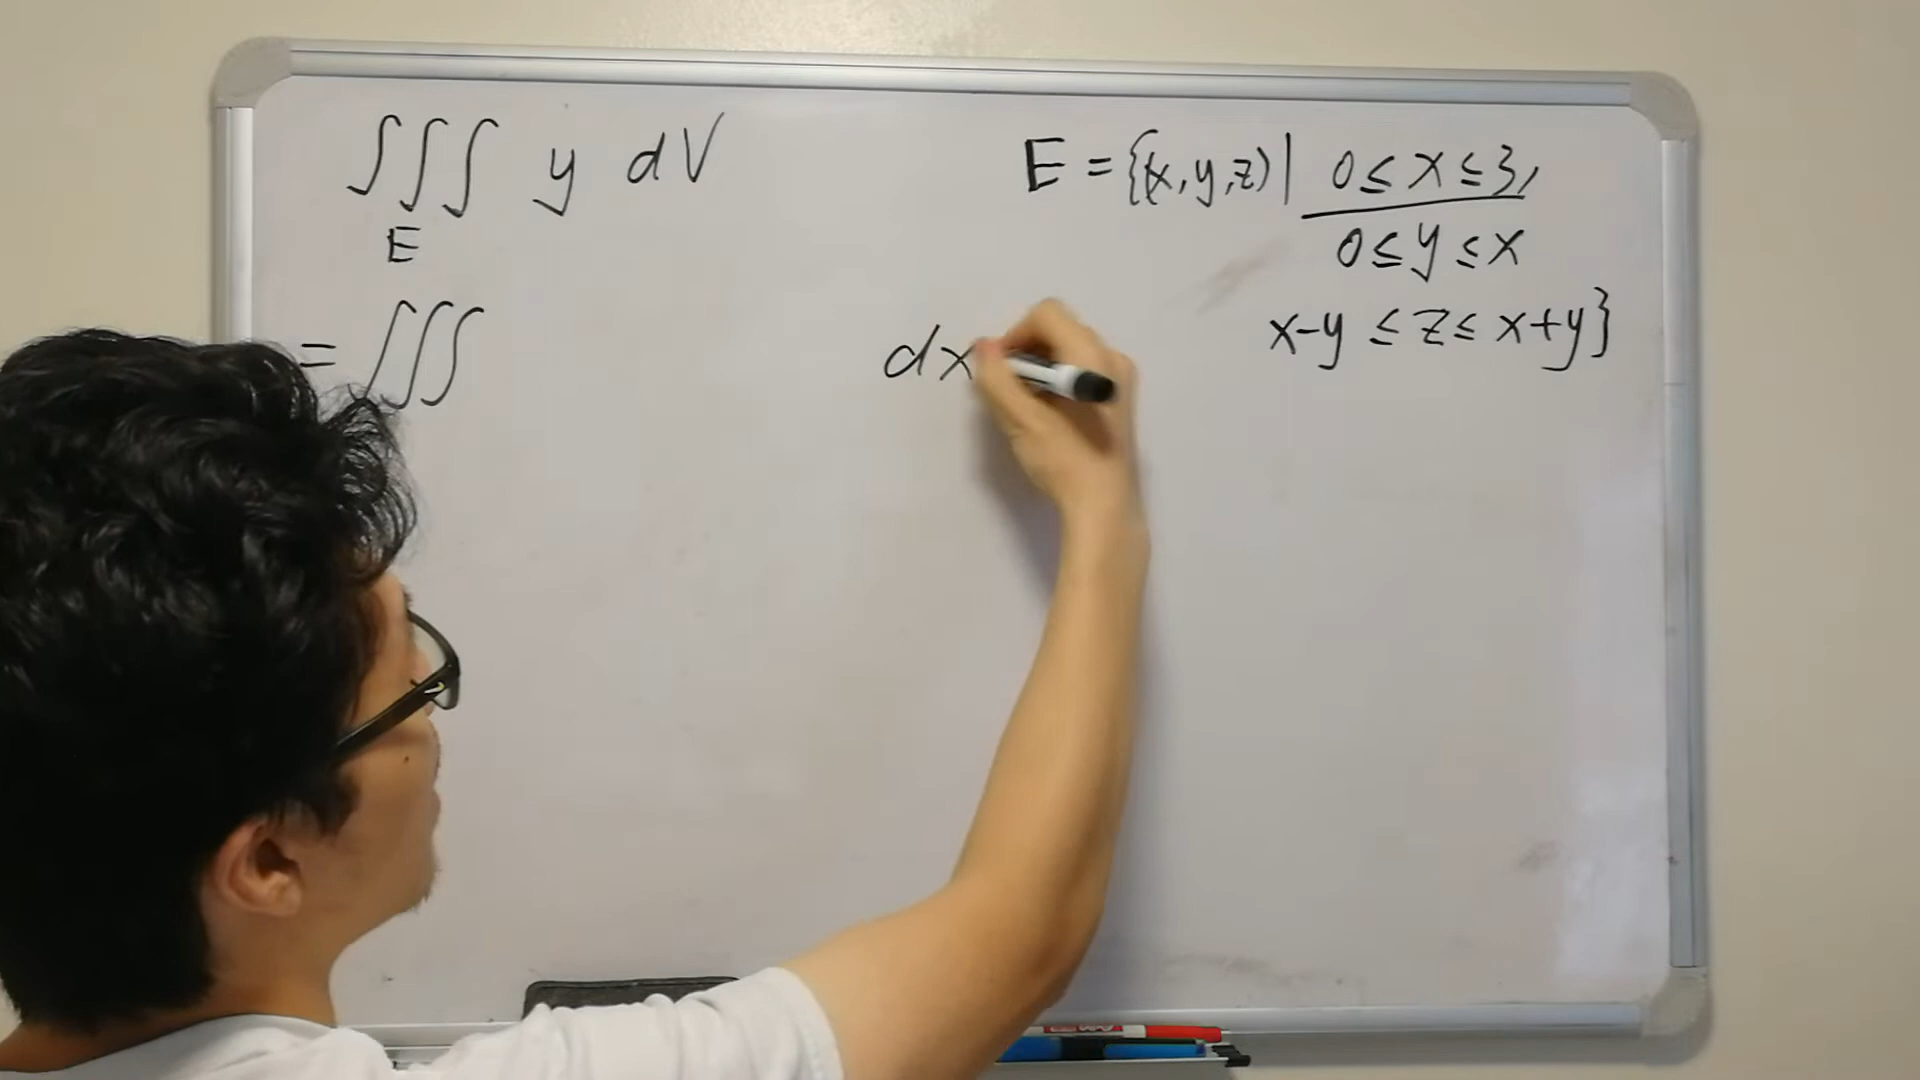 ∫∫∫ y dV
E
= ∫∫∫ dx
E = {(x,y,z) | 0 ≤ x ≤ 3,
0 ≤ y ≤ x
x-y ≤ z ≤ x+y}